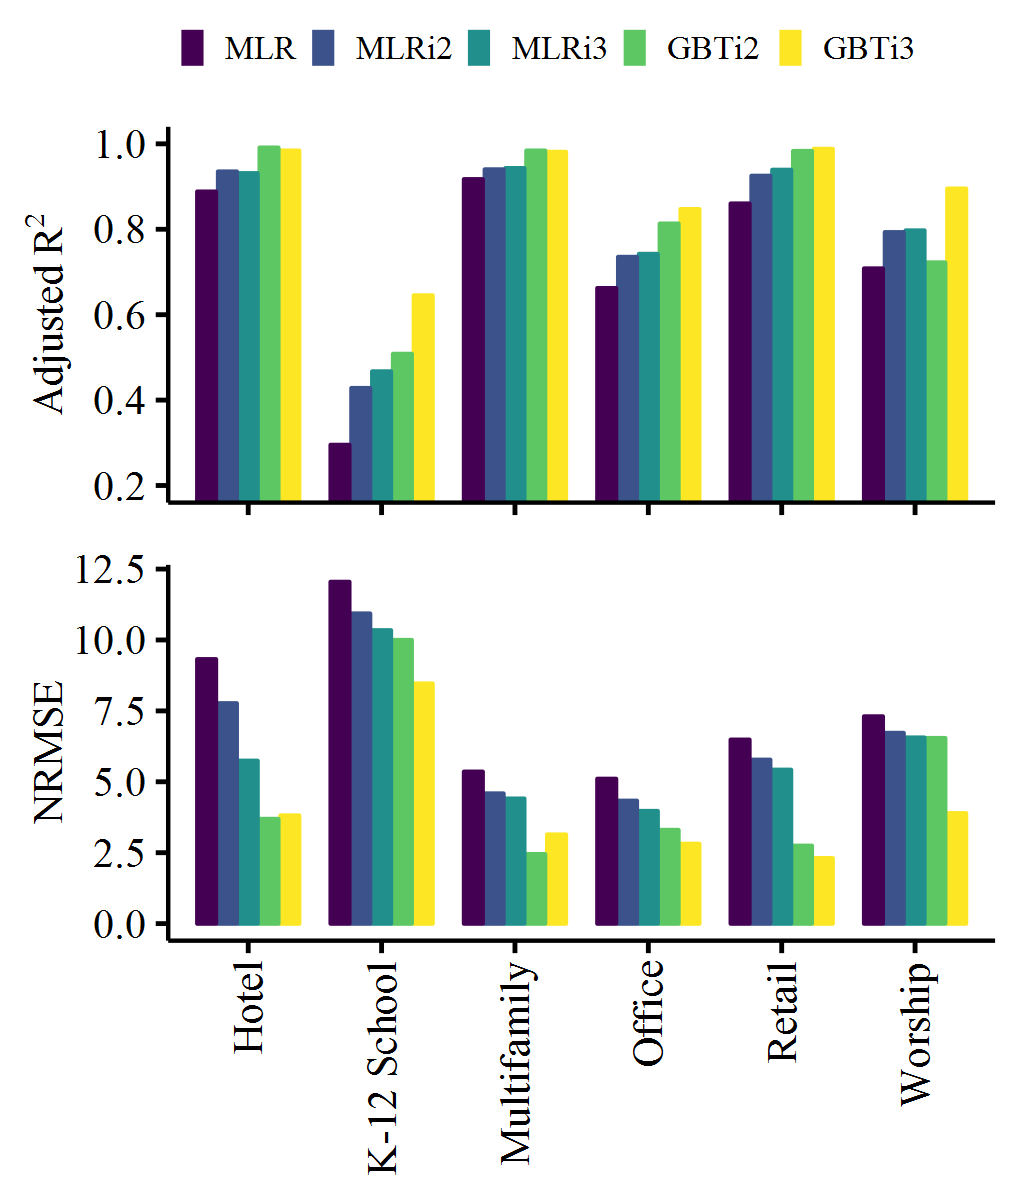 MLR MLRi2 MLRi3 GBTi2 GBTi3
Adjusted R²
1.0
0.8
0.6
0.4
0.2
NRMSE
12.5
10.0
7.5
5.0
2.5
0.0
Hotel
K-12 School
Multifamily
Office
Retail
Worship